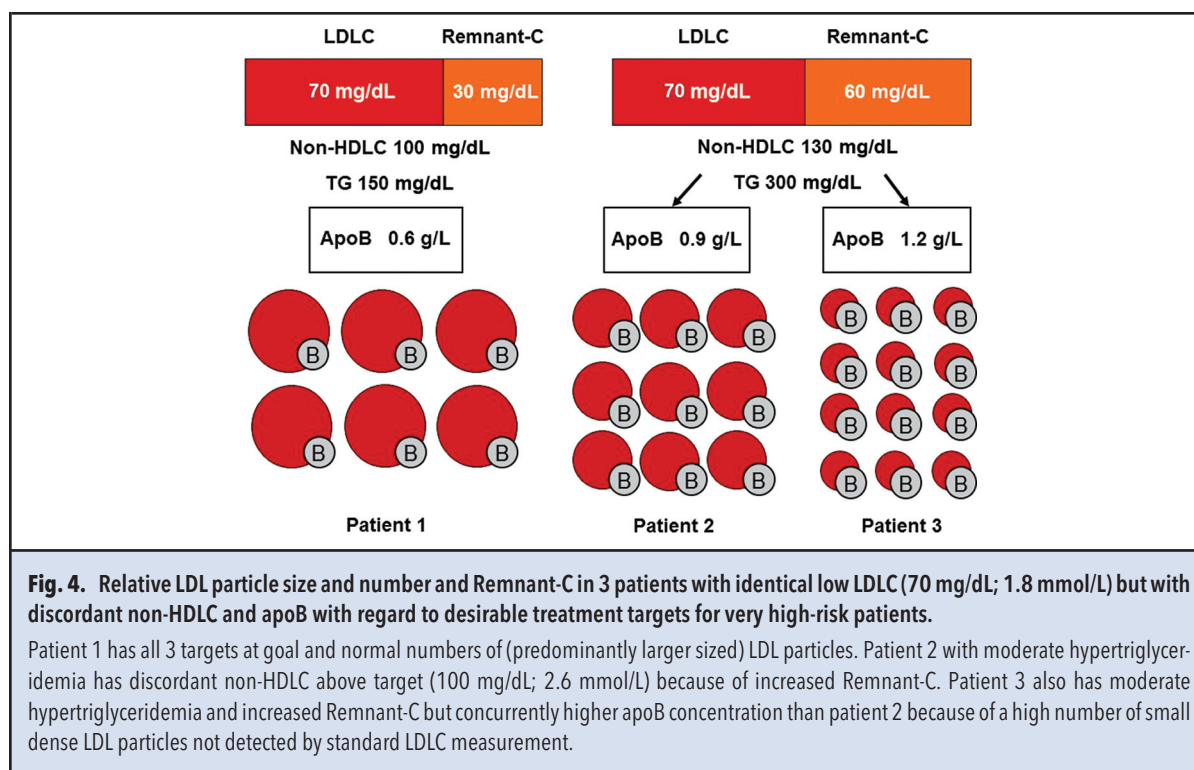 LDLC Remnant-C LDLC Remnant-C
70 mg/dL 30 mg/dL 70 mg/dL 60 mg/dL
Non-HDLC 100 mg/dL Non-HDLC 130 mg/dL
TG 150 mg/dL TG 300 mg/dL
ApoB 0.6 g/L ApoB 0.9 g/L ApoB 1.2 g/L
B B B B B B B B B
B B B B B B B B B
B B B B B B
B B B
Patient 1 Patient 2 Patient 3
Fig. 4. Relative LDL particle size and number and Remnant-C in 3 patients with identical low LDLC (70 mg/dL; 1.8 mmol/L) but with
discordant non-HDLC and apoB with regard to desirable treatment targets for very high-risk patients.
Patient 1 has all 3 targets at goal and normal numbers of (predominantly larger sized) LDL particles. Patient 2 with moderate hypertriglycer-
idemia has discordant non-HDLC above target (100 mg/dL; 2.6 mmol/L) because of increased Remnant-C. Patient 3 also has moderate
hypertriglyceridemia and increased Remnant-C but concurrently higher apoB concentration than patient 2 because of a high number of small
dense LDL particles not detected by standard LDLC measurement.